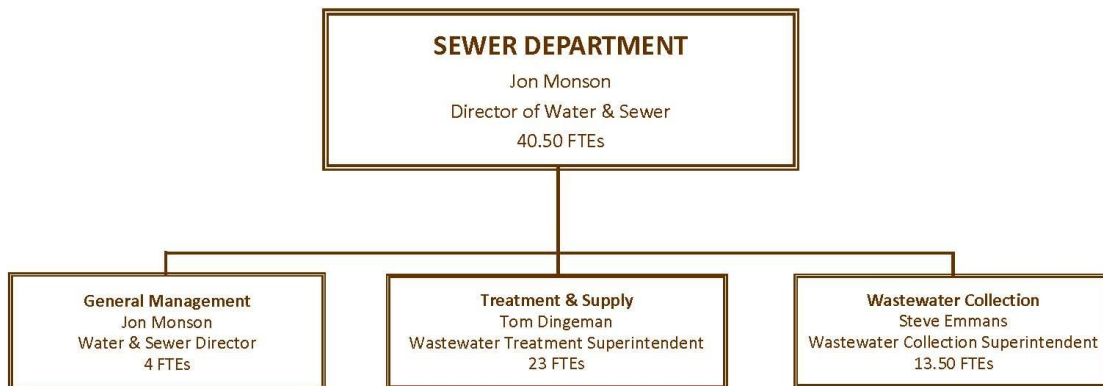 SEWER DEPARTMENT
Jon Monson
Director of Water & Sewer
40.50 FTEs
General Management
Jon Monson
Water & Sewer Director
4 FTEs
Treatment & Supply
Tom Dingeman
Wastewater Treatment Superintendent
23 FTEs
Wastewater Collection
Steve Emmans
Wastewater Collection Superintendent
13.50 FTEs